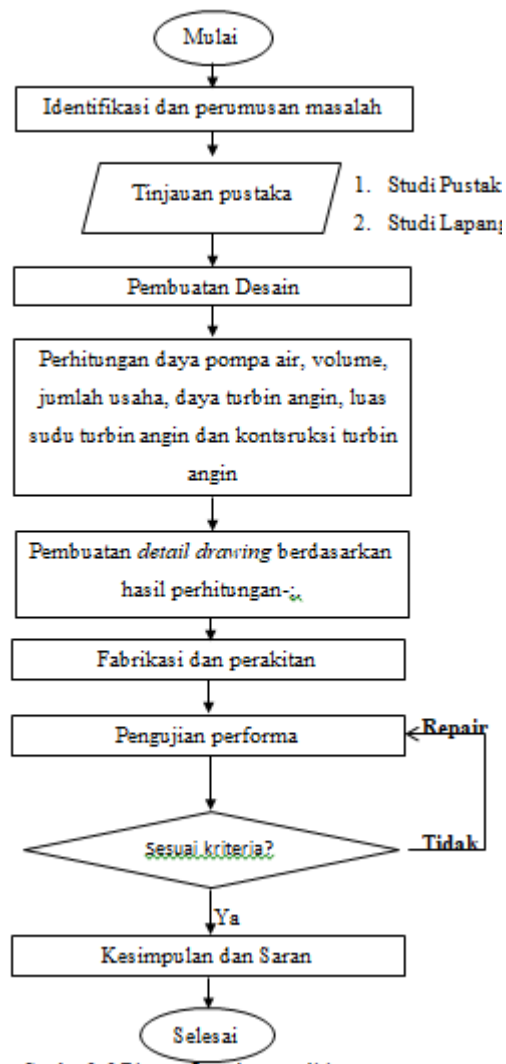 Mulai
Identifikasi dan perumusan masalah
Tinjauan pustaka
1. Studi Pustak
2. Studi Lapang
Pembuatan Desain
Perhitungan daya pompa air, volume,
jumlah usaha, daya turbin angin, luas
sudu turbin angin dan kontsruksi turbin
angin
Pembuatan detail drawing berdasarkan
hasil perhitungan-;
Fabrikasi dan perakitan
Pengujian performa
Repair
Sesuai kriteria?
Tidak
Ya
Kesimpulan dan Saran
Selesai